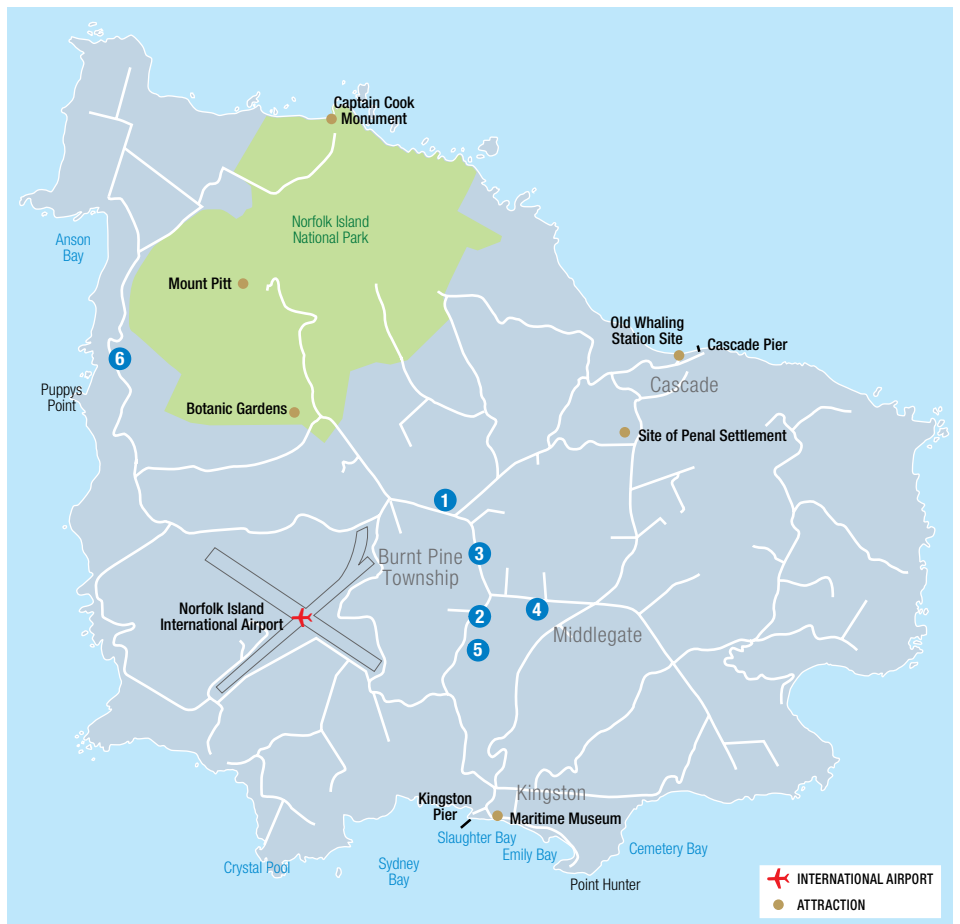 Captain Cook
Monument
Norfolk Island
National Park
Anson
Bay
Mount Pitt
Old Whaling
Station Site
Cascade Pier
6
Cascade
Puppys
Point
Botanic Gardens
Site of Penal Settlement
1
3
Burnt Pine
Township
Norfolk Island
International Airport
2
4
Middlegate
5
Kingston
Kingston
Pier
Maritime Museum
Slaughter Bay
Emily Bay
Cemetery Bay
Crystal Pool
Sydney
Bay
Point Hunter
INTERNATIONAL AIRPORT
ATTRACTION